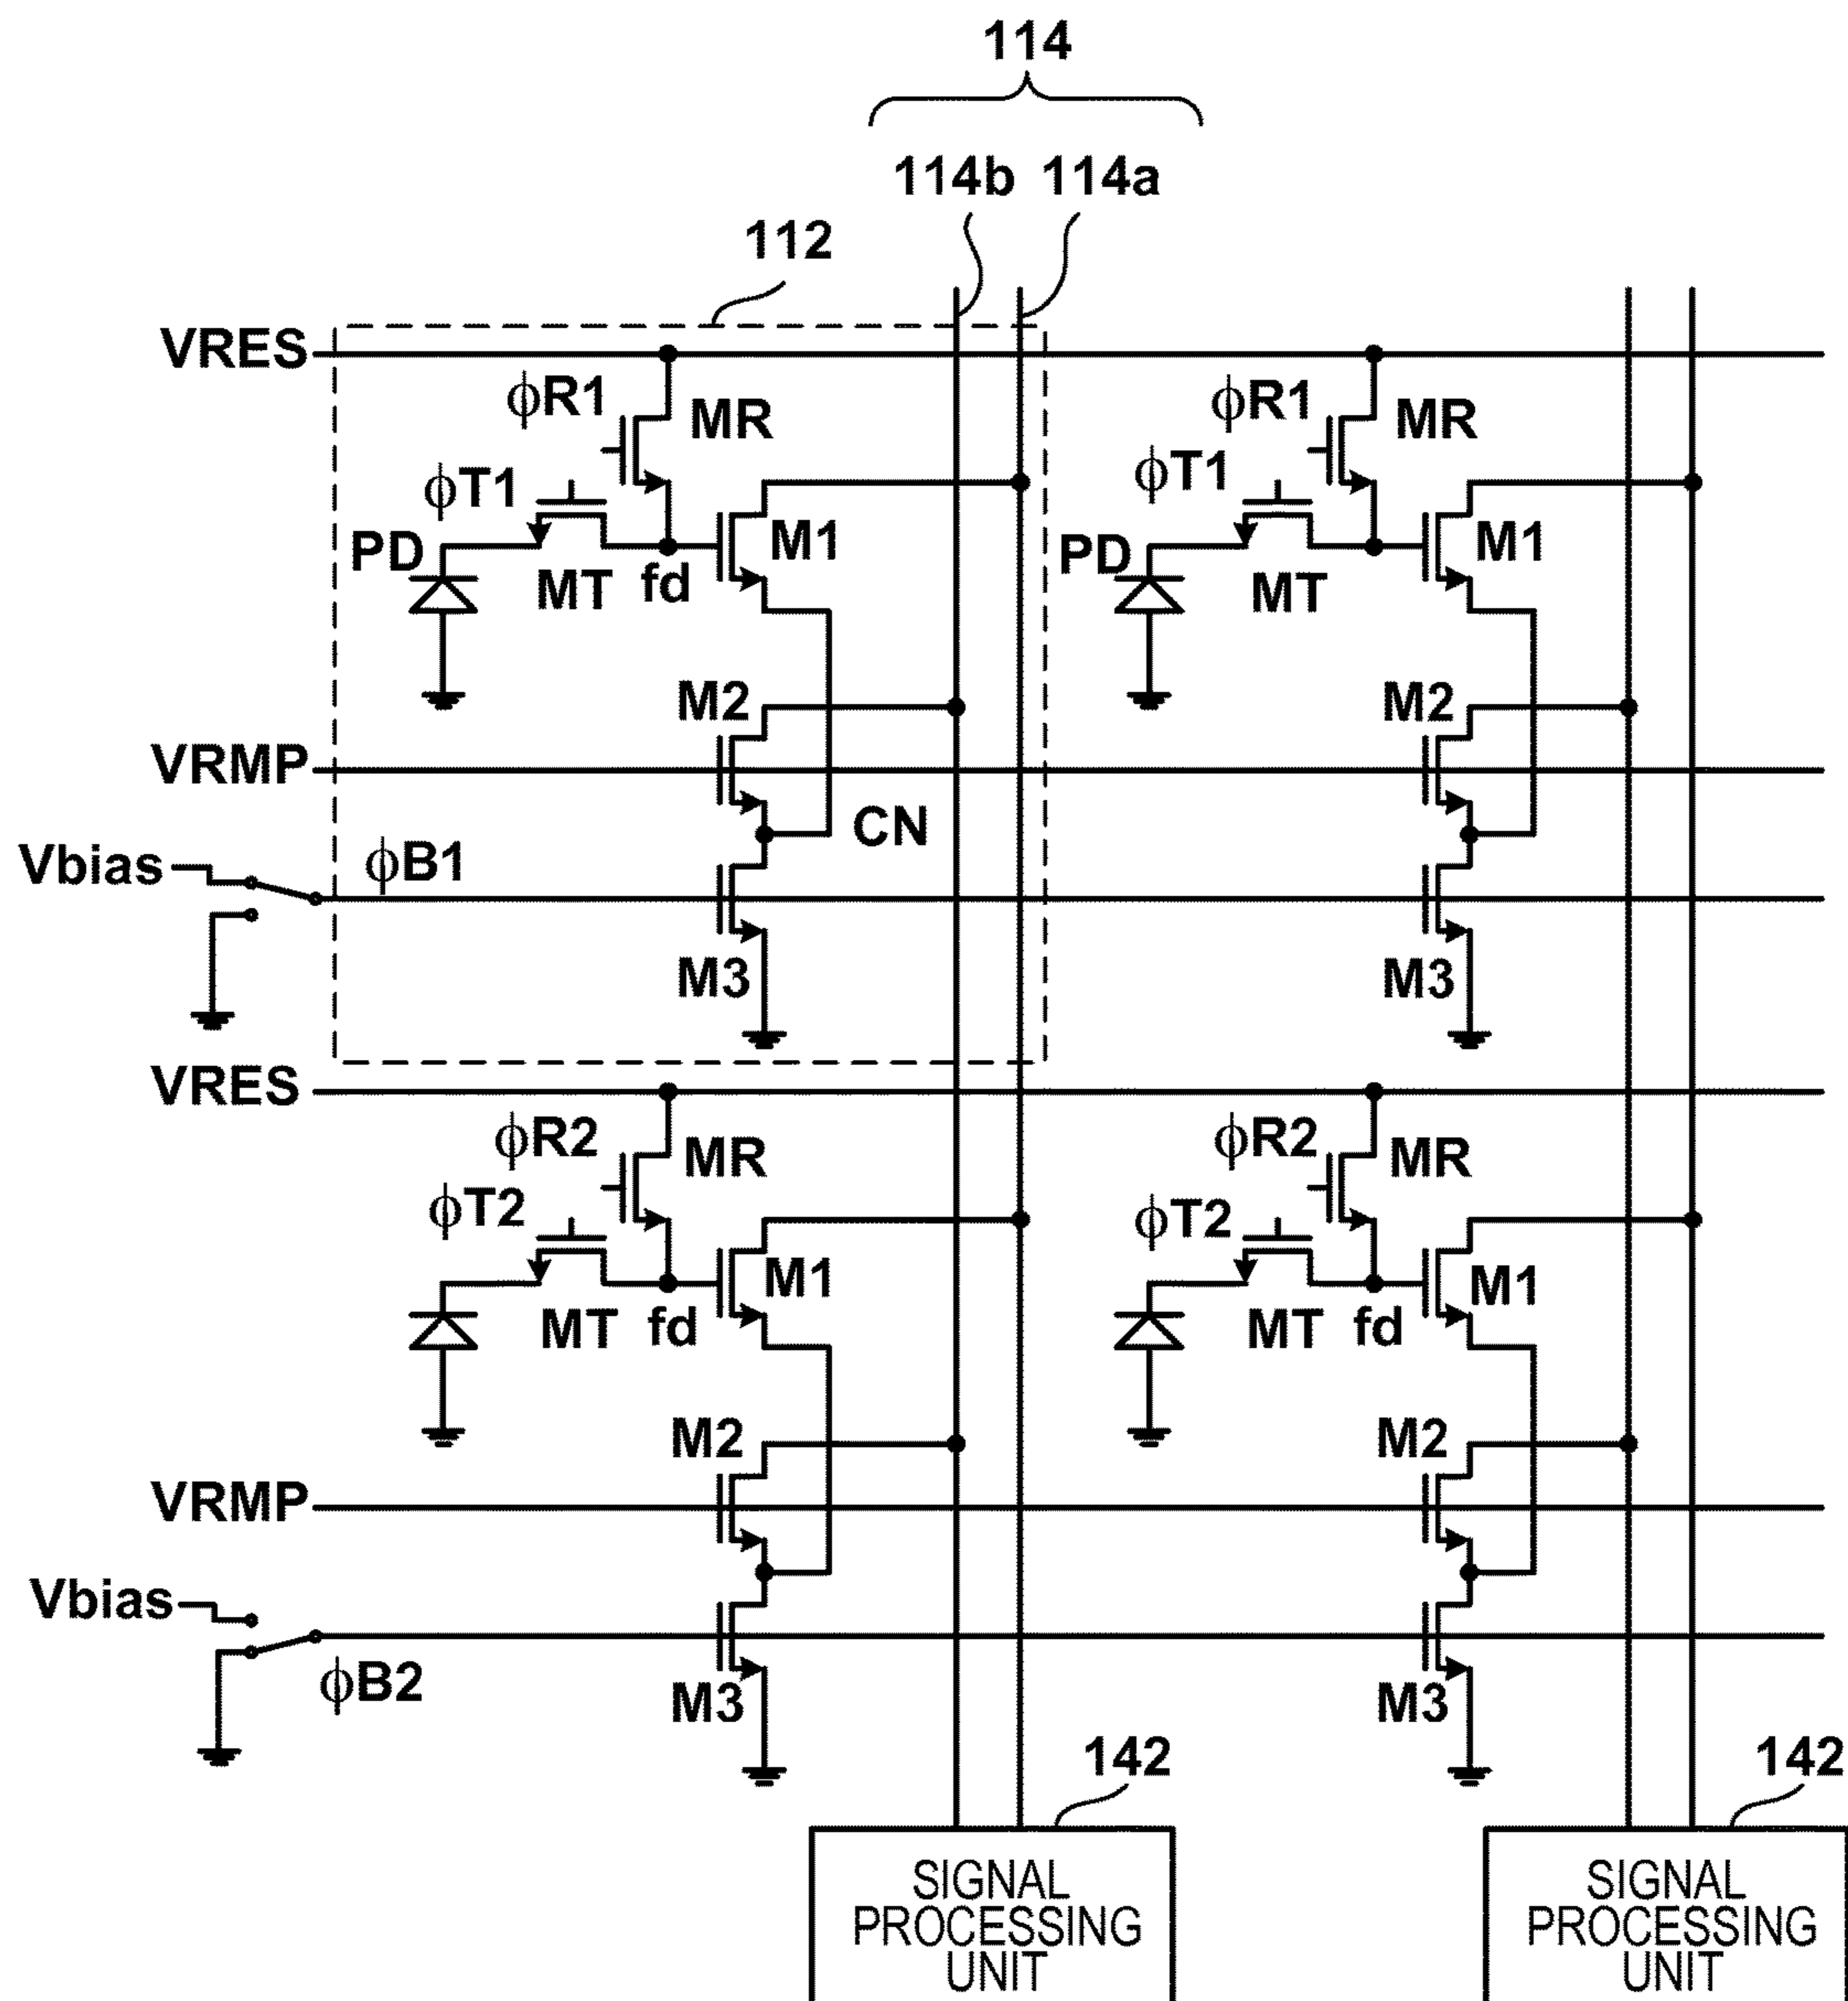 114
114b 114a
112
VRES
ϕR1 MR ϕR1 MR
ϕT1 ϕT1
PD MT fd M1 PD MT M1
M2 M2
VRMP
CN
Vbias ϕB1
M3 M3
VRES
ϕR2 MR ϕR2 MR
ϕT2 ϕT2
MT fd M1 MT fd M1
M2 M2
VRMP
Vbias
ϕB2 M3 M3
142 142
SIGNAL SIGNAL
PROCESSING PROCESSING
UNIT UNIT